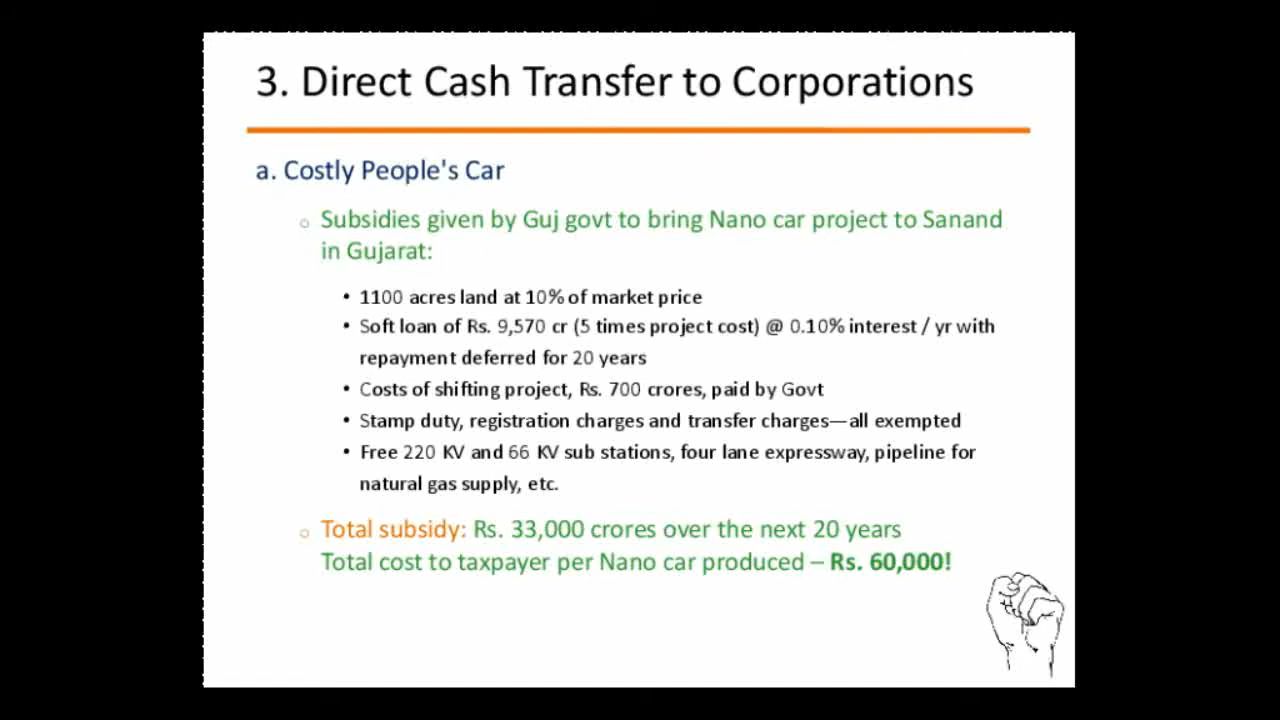 3. Direct Cash Transfer to Corporations
a. Costly People's Car
○ Subsidies given by Guj govt to bring Nano car project to Sanand
in Gujarat:
• 1100 acres land at 10% of market price
• Soft loan of Rs. 9,570 cr (5 times project cost) @ 0.10% interest / yr with
repayment deferred for 20 years
• Costs of shifting project, Rs. 700 crores, paid by Govt
• Stamp duty, registration charges and transfer charges—all exempted
• Free 220 KV and 66 KV sub stations, four lane expressway, pipeline for
natural gas supply, etc.
○ Total subsidy: Rs. 33,000 crores over the next 20 years
Total cost to taxpayer per Nano car produced – Rs. 60,000!